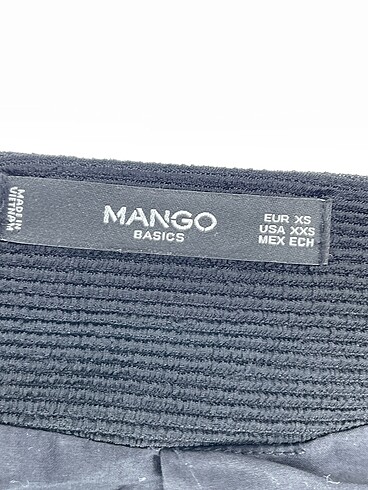 MADE IN
VIETNAM
MANGO
BASICS
EUR XS
USA XXS
MEX ECH